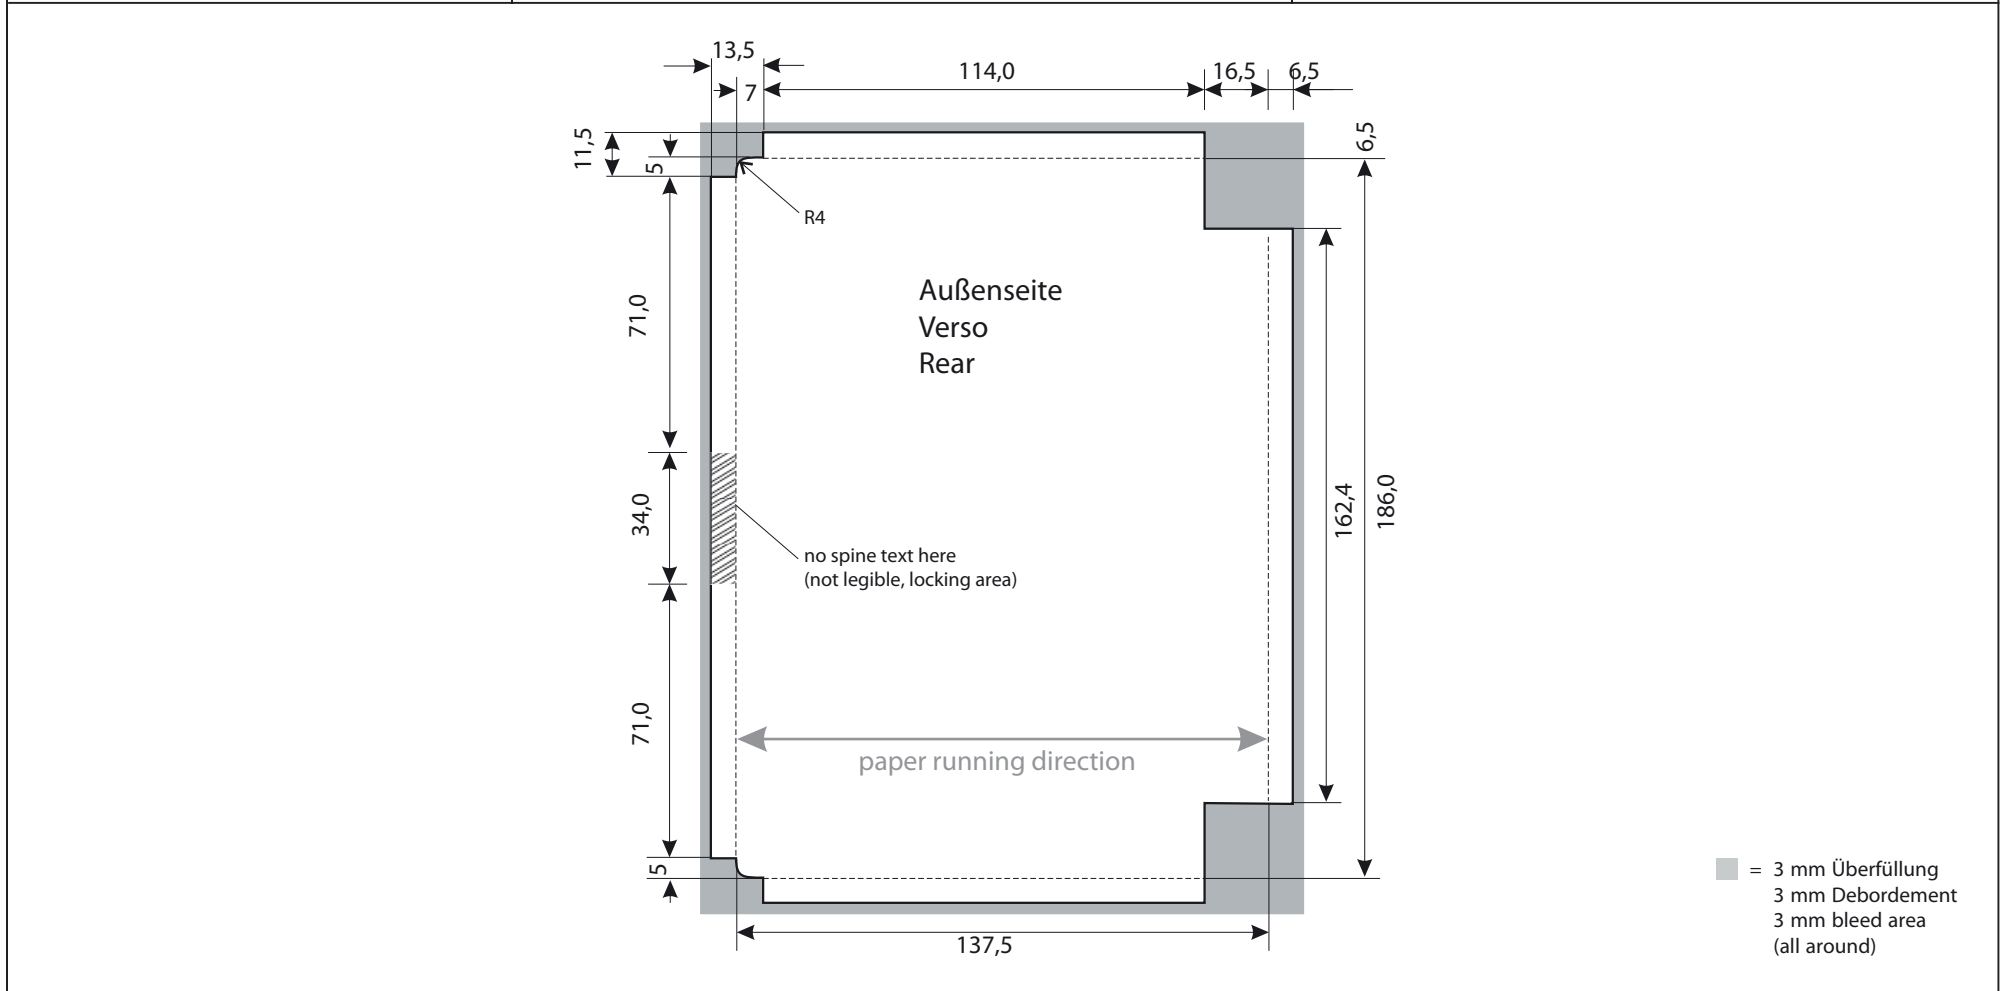 13,5
7
114,0
16,5
6,5
11,5
5
6,5
R4
71,0
Außenseite
Verso
Rear
34,0
162,4
186,0
no spine text here
(not legible, locking area)
71,0
paper running direction
5
137,5
= 3 mm Überfüllung
3 mm Debordement
3 mm bleed area
(all around)